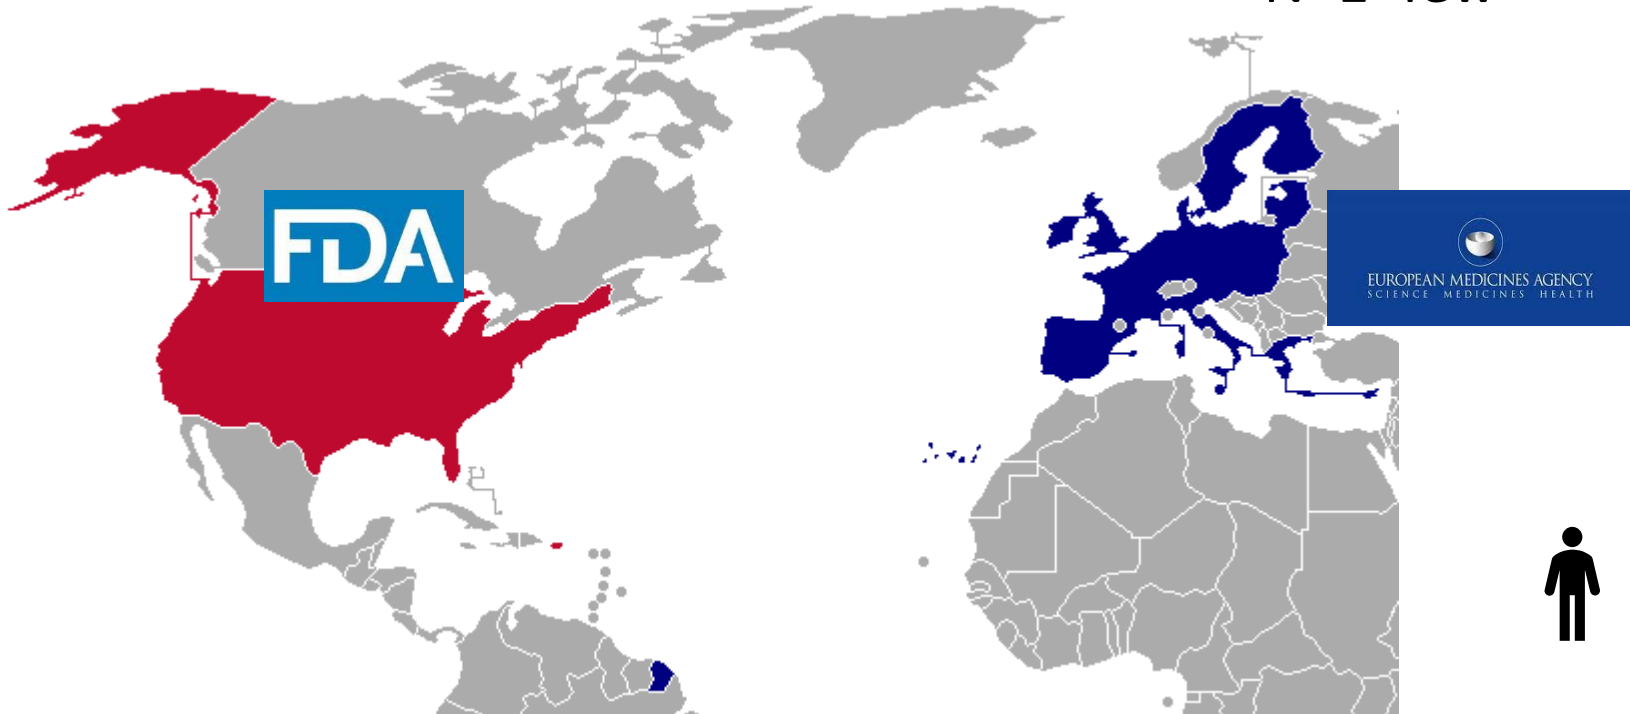 FDA
EUROPEAN MEDICINES AGENCY
SCIENCE MEDICINES HEALTH